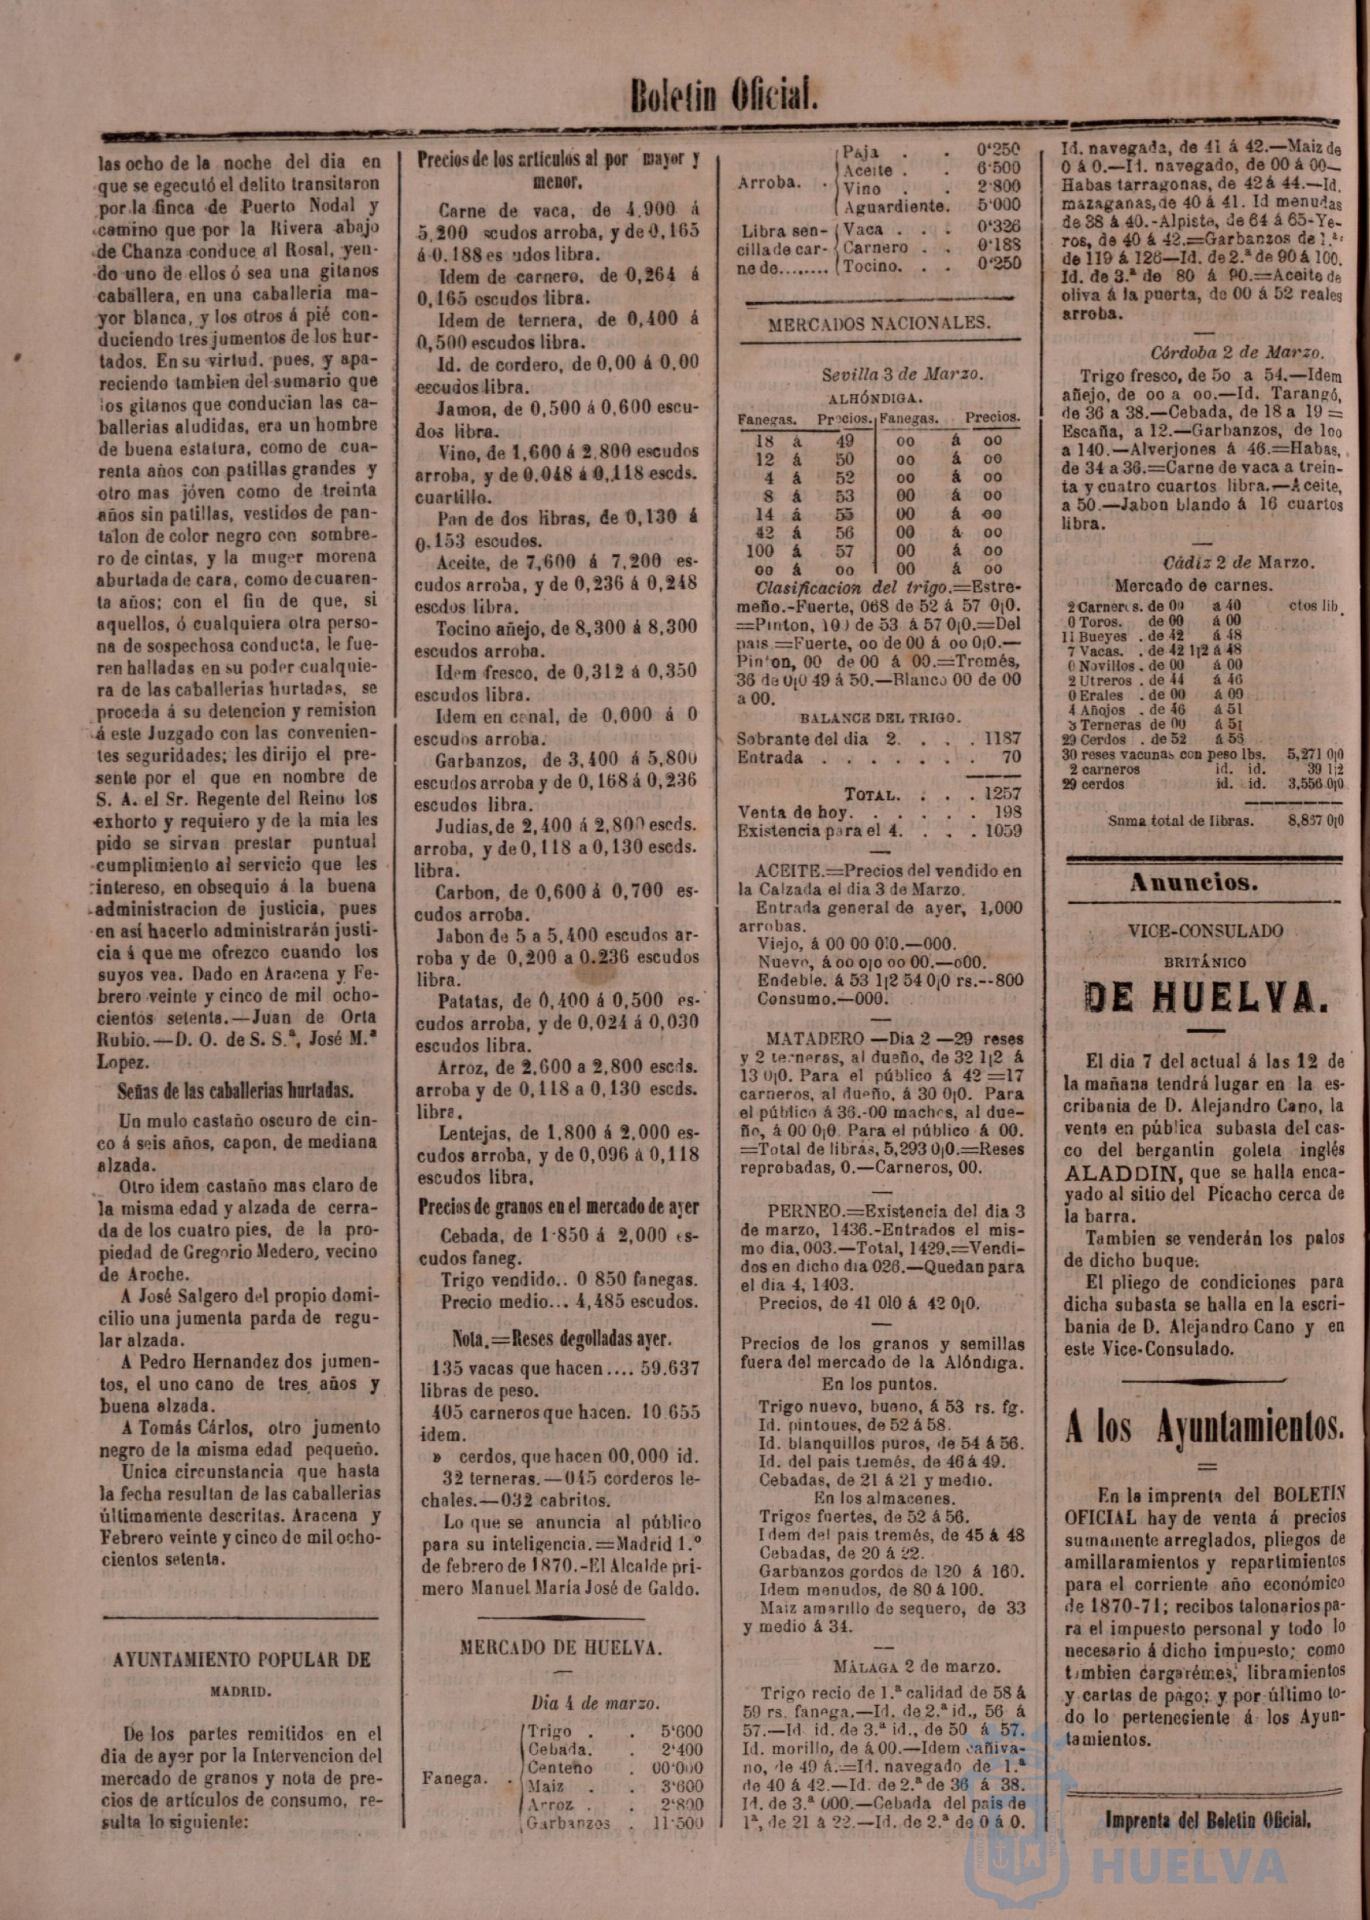 Boletin Oficial.
las ocho de la noche del dia en
que se egecutó el delito transitaron
por la finca de Puerto Nodal y
camino que por la Rivera abajo
de Chanza conduce al Rosal, yen-
do uno de ellos ó sea una gitanos
caballera, en una caballeria ma-
yor blanca, y los otros á pié con-
duciendo tres jumentos de los hur-
tados. En su virtud, pues, y apa-
reciendo tambien del sumario que
los gitanos que conducian las ca-
ballerias aludidas, era un hombre
de buena estatura, como de cua-
renta años con patillas grandes y
otro mas jóven como de treinta
años sin patillas, vestidos de pan-
talon de color negro con sombre-
ro de cintas, y la muger morena
aburtada de cara, como de cuaren-
ta años; con el fin de que, si
aquellos, ó cualquiera otra perso-
na de sospechosa conducta, le fue-
ren halladas en su poder cualquie-
ra de las caballerias hurtadas, se
proceda á su detencion y remision
á este Juzgado con las convenien-
tes seguridades; les dirijo el pre-
sente por el que en nombre de
S. A. el Sr. Regente del Reino los
exhorto y requiero y de la mia les
pido se sirvan prestar puntual
cumplimiento al servicio que les
intereso, en obsequio á la buena
administracion de justicia, pues
en asi hacerlo administrarán justi-
cia á que me ofrezco cuando los
suyos vea. Dado en Aracena y Fe-
brero veinte y cinco de mil ocho-
cientos setenta.—Juan de Orta
Rubio.—D. O. de S. S.ª, José M.ª
Lopez.
Señas de las caballerias hurtadas.
Un mulo castaño oscuro de cin-
co á seis años, capon, de mediana
alzada.
Otro idem castaño mas claro de
la misma edad y alzada de cerra-
da de los cuatro pies, de la pro-
piedad de Gregorio Medero, vecino
de Aroche.
A José Salgero del propio domi-
cilio una jumenta parda de regu-
lar alzada.
A Pedro Hernandez dos jumen-
tos, el uno cano de tres años y
buena alzada.
A Tomás Cárlos, otro jumento
negro de la misma edad pequeño.
Unica circunstancia que hasta
la fecha resultan de las caballerias
últimamente descritas. Aracena y
Febrero veinte y cinco de mil ocho-
cientos setenta.
AYUNTAMIENTO POPULAR DE
MADRID.
De los partes remitidos en el
dia de ayer por la Intervencion del
mercado de granos y nota de pre-
cios de artículos de consumo, re-
sulta lo siguiente:
Precios de los artículos al por mayor y
menor.
Carne de vaca, de 4.900 á
5,200 scudos arroba, y de 0,165
á 0.188 es udos libra.
Idem de carnero, de 0,264 á
0,165 escudos libra.
Idem de ternera, de 0,400 á
0,500 escudos libra.
Id. de cordero, de 0,00 á 0,00
escudos libra.
Jamon, de 0,500 á 0,600 escu-
dos libra.
Vino, de 1,600 á 2,800 escudos
arroba, y de 0.048 á 0,118 escds.
cuartillo.
Pan de dos libras, de 0,130 á
0.153 escudos.
Aceite, de 7,600 á 7,200 es-
cudos arroba, y de 0,236 á 0,248
escdos libra.
Tocino añejo, de 8,300 á 8,300
escudos arroba.
Idem fresco, de 0,312 á 0,350
escudos libra.
Idem en canal, de 0,000 á 0
escudos arroba.
Garbanzos, de 3,400 á 5,800
escudos arroba y de 0,168 á 0,236
escudos libra.
Judias, de 2,400 á 2,800 escds.
arroba, y de 0,118 a 0,130 escds.
libra.
Carbon, de 0,600 á 0,700 es-
cudos arroba.
Jabon de 5 a 5,400 escudos ar-
roba y de 0,200 a 0.236 escudos
libra.
Patatas, de 0,400 á 0,500 es-
cudos arroba, y de 0,024 á 0,030
escudos libra.
Arroz, de 2,600 a 2,800 escds.
arroba y de 0,118 a 0,130 escds.
libra.
Lentejas, de 1,800 á 2,000 es-
cudos arroba, y de 0,096 á 0,118
escudos libra,
Precios de granos en el mercado de ayer
Cebada, de 1·850 á 2,000 es-
cudos faneg.
Trigo vendido.. 0 850 fanegas.
Precio medio... 4,485 escudos.
Nota.=Reses degolladas ayer.
135 vacas que hacen.... 59.637
libras de peso.
405 carneros que hacen. 10.655
idem.
» cerdos, que hacen 00,000 id.
32 terneras.—045 corderos le-
chales.—032 cabritos.
Lo que se anuncia al público
para su inteligencia.=Madrid 1.º
de febrero de 1870.-El Alcalde pri-
mero Manuel María José de Galdo.
MERCADO DE HUELVA.
Dia 4 de marzo.
Trigo . . 5'600
Cebada. . 2'400
Centeno . 00'000
Fanega. . Maiz . . 3'600
Arroz . . 2'800
Garbanzos . 11'500
Paja . . 0'250
Aceite . . 6'500
Arroba. . Vino . . 2'800
Aguardiente. 5'000
Libra sen- Vaca . . . 0'326
cilla de car- Carnero . . 0'188
ne de........ Tocino. . . 0'250
MERCADOS NACIONALES.
Sevilla 3 de Marzo.
ALHÓNDIGA.
Fanegas. Precios. Fanegas. Precios.
18 á 49 00 á 00
12 á 50 00 á 00
4 á 52 00 á 00
8 á 53 00 á 00
14 á 55 00 á 00
42 á 56 00 á 00
100 á 57 00 á 00
00 á 00 00 á 00
Clasificacion del trigo.=Estre-
meño.-Fuerte, 068 de 52 á 57 0¡0.
=Pinton, 10) de 53 á 57 0¡0.=Del
pais =Fuerte, 00 de 00 á 00 0¡0.—
Pinton, 00 de 00 á 00.=Tromés,
36 de 0¡0 49 á 50.—Blanco 00 de 00
a 00.
BALANCE DEL TRIGO.
Sobrante del dia 2. . . . 1187
Entrada . . . . . . . 70
TOTAL. . . . 1257
Venta de hoy. . . . . . 198
Existencia para el 4. . . . 1059
ACEITE.=Precios del vendido en
la Calzada el dia 3 de Marzo.
Entrada general de ayer, 1,000
arrobas.
Viejo, á 00 00 0¡0.—000.
Nuevo, á 00 0¡0 00 00.—000.
Endeble. á 53 1¡2 54 0¡0 rs.--800
Consumo.—000.
MATADERO —Dia 2 —29 reses
y 2 terneras, al dueño, de 32 1¡2 á
13 0¡0. Para el público á 42 =17
carneros, al dueño, á 30 0¡0. Para
el público á 36.-00 machos, al due-
ño, á 00 0¡0. Para el público á 00.
=Total de libras, 5,293 0¡0.=Reses
reprobadas, 0.—Carneros, 00.
PERNEO.=Existencia del dia 3
de marzo, 1436.-Entrados el mis-
mo dia, 003.—Total, 1429.=Vendi-
dos en dicho dia 026.—Quedan para
el dia 4, 1403.
Precios, de 41 0¡0 á 42 0¡0.
Precios de los granos y semillas
fuera del mercado de la Alóndiga.
En los puntos.
Trigo nuevo, bueno, á 53 rs. fg.
Id. pintones, de 52 á 58.
Id. blanquillos puros, de 54 á 56.
Id. del pais tremés, de 46 á 49.
Cebadas, de 21 á 21 y medio.
En los almacenes.
Trigos fuertes, de 52 á 56.
Idem del pais tremés, de 45 á 48
Cebadas, de 20 á 22.
Garbanzos gordos de 120 á 160.
Idem menudos, de 80 á 100.
Maiz amarillo de sequero, de 33
y medio á 34.
MÁLAGA 2 de marzo.
Trigo recio de 1.ª calidad de 58 á
59 rs. fanega.—Id. de 2.ª id., 56 á
57.—Id. id. de 3.ª id., de 50 á 57.
Id. morillo, de á 00.—Idem cañiva-
no, de 49 á.=Id. navegado de 1.ª
de 40 á 42.—Id. de 2.ª de 36 á 38.
Id. de 3.ª 000.—Cebada del pais de
1ª, de 21 á 22.—Id. de 2.ª de 0 á 0.
Id. navegada, de 41 á 42.—Maiz de
0 á 0.—Id. navegado, de 00 á 00—
Habas tarragonas, de 42 á 44.—Id.
mazaganas, de 40 á 41. Id menudas
de 38 á 40.-Alpiste, de 64 á 65-Ye-
ros, de 40 á 42.=Garbanzos de 1.ª
de 119 á 126—Id. de 2.ª de 90 á 100.
Id. de 3.ª de 80 á 90.=Aceite de
oliva á la puerta, de 00 á 52 reales
arroba.
Córdoba 2 de Marzo.
Trigo fresco, de 50 a 54.—Idem
añejo, de 00 a 00.—Id. Tarangó,
de 36 a 38.—Cebada, de 18 a 19 =
Escaña, a 12.—Garbanzos, de 100
a 140.—Alverjones á 46.=Habas,
de 34 a 36.=Carne de vaca a trein-
ta y cuatro cuartos libra.—Aceite,
a 50.—Jabon blando á 16 cuartos
libra.
Cádiz 2 de Marzo.
Mercado de carnes.
2 Carneros. de 00 á 40 ctos lib.
0 Toros. de 00 á 00
11 Bueyes . de 42 á 48
7 Vacas. . de 42 1¡2 á 48
0 Novillos . de 00 á 00
2 Utreros . de 44 á 46
0 Erales . de 00 á 00
4 Añojos . de 46 á 51
3 Terneras de 00 á 51
29 Cerdos . de 52 á 56
30 reses vacunas con peso lbs. 5,271 0¡0
2 carneros id. id. 39 1¡2
29 cerdos id. id. 3,556 0¡0
Suma total de libras. 8,867 0¡0
Anuncios.
VICE-CONSULADO
BRITÁNICO
DE HUELVA.
El dia 7 del actual á las 12 de
la mañana tendrá lugar en la es-
cribania de D. Alejandro Cano, la
venta en pública subasta del cas-
co del bergantin goleta inglés
ALADDIN, que se halla enca-
yado al sitio del Picacho cerca de
la barra.
Tambien se venderán los palos
de dicho buque.
El pliego de condiciones para
dicha subasta se halla en la escri-
bania de D. Alejandro Cano y en
este Vice-Consulado.
A los Ayuntamientos.
En la imprenta del BOLETIN
OFICIAL hay de venta á precios
sumamente arreglados, pliegos de
amillaramientos y repartimientos
para el corriente año económico
de 1870-71; recibos talonarios pa-
ra el impuesto personal y todo lo
necesario á dicho impuesto; como
tambien cargarémes, libramientos
y cartas de pago; y por último to-
do lo perteneciente á los Ayun-
tamientos.
Imprenta del Boletin Oficial.
HUELVA